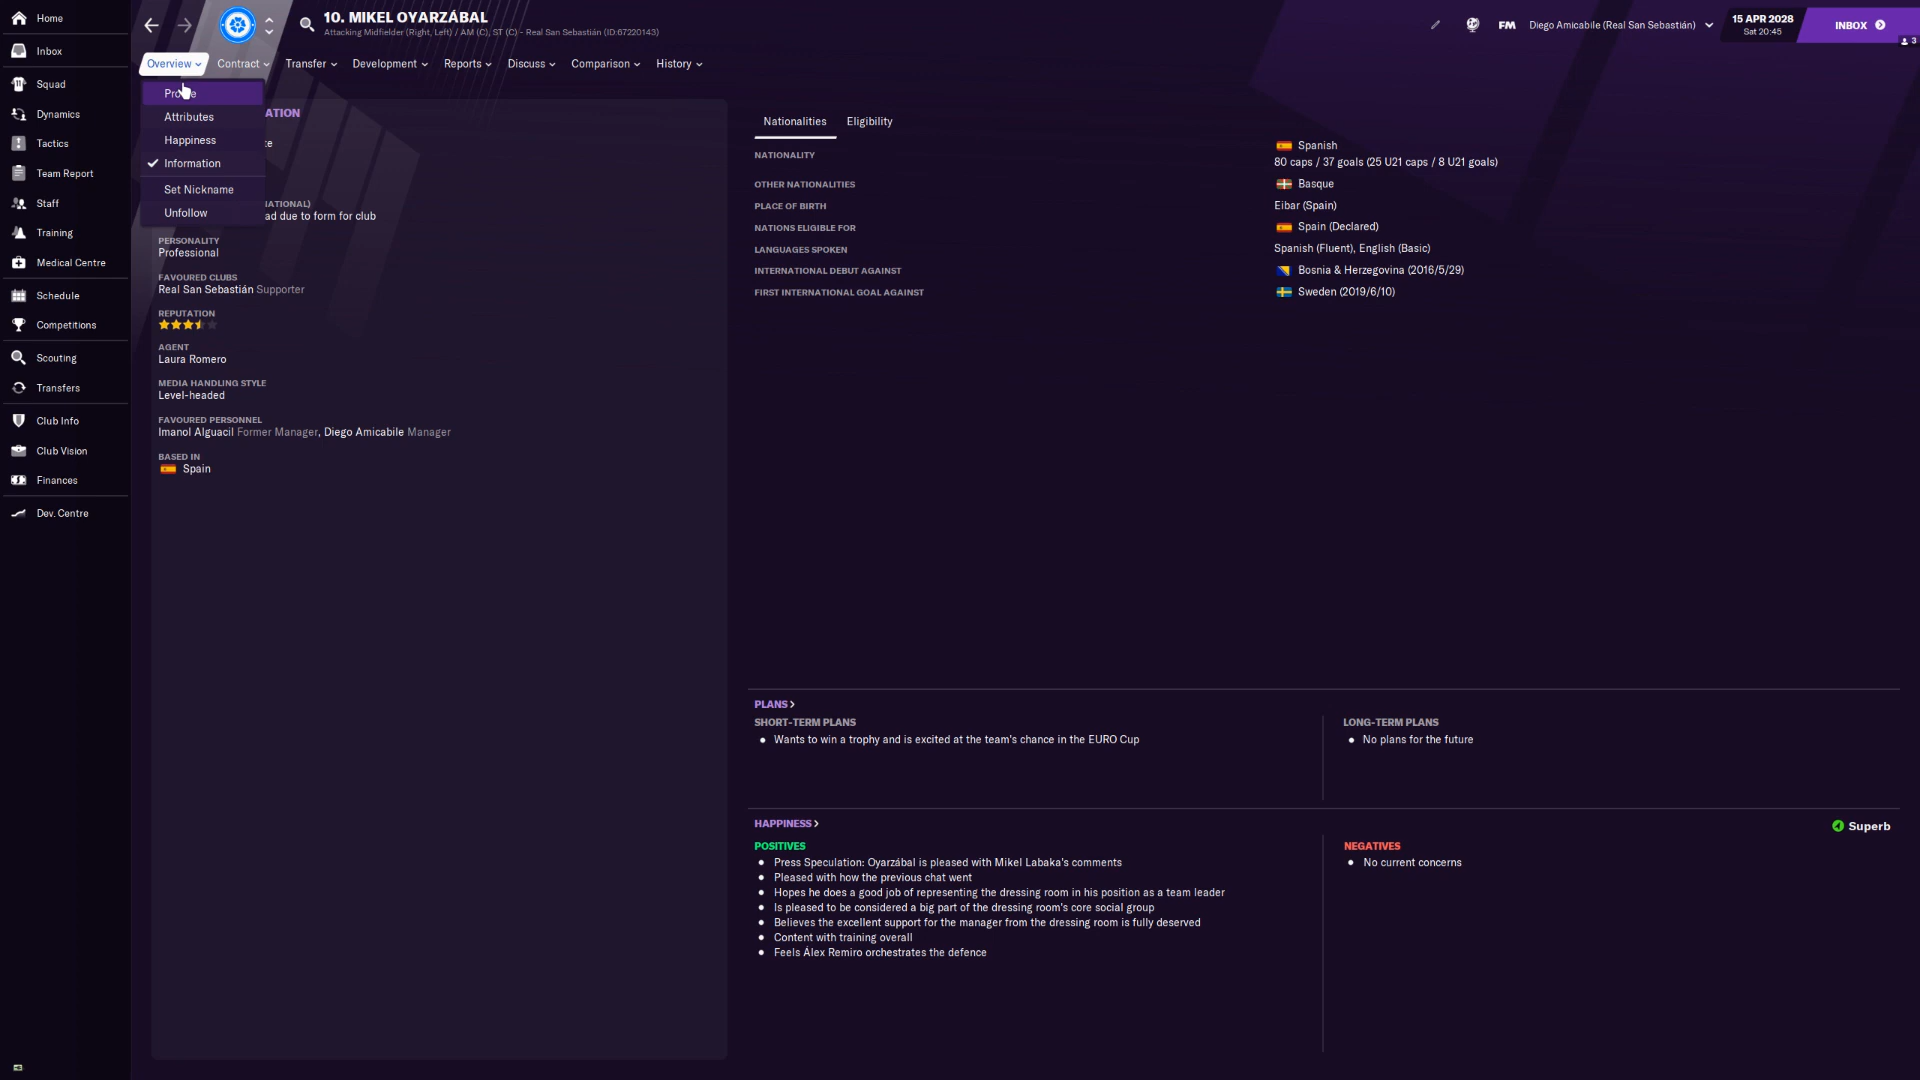 Home
Inbox
Squad
Dynamics
Tactics
Team Report
Staff
Training
Medical Centre
Schedule
Competitions
Scouting
Transfers
Club Info
Club Vision
Finances
Dev. Centre
10. MIKEL OYARZÁBAL
Attacking Midfielder (Right, Left) / AM (C), ST (C) - Real San Sebastián (ID:67220143)
FM
Diego Amicabile (Real San Sebastián)
15 APR 2028
Sat 20:45
INBOX
3
Overview Contract Transfer Development Reports Discuss Comparison History
Attributes
Happiness
Information
Set Nickname
Unfollow
ATION
te
ATIONAL)
ad due to form for club
PERSONALITY
Professional
FAVOURED CLUBS
Real San Sebastián Supporter
REPUTATION
AGENT
Laura Romero
MEDIA HANDLING STYLE
Level-headed
FAVOURED PERSONNEL
Imanol Alguacil Former Manager, Diego Amicabile Manager
BASED IN
Spain
Nationalities Eligibility
NATIONALITY
Spanish
80 caps / 37 goals (25 U21 caps / 8 U21 goals)
OTHER NATIONALITIES Basque
PLACE OF BIRTH Eibar (Spain)
NATIONS ELIGIBLE FOR Spain (Declared)
LANGUAGES SPOKEN Spanish (Fluent), English (Basic)
INTERNATIONAL DEBUT AGAINST Bosnia & Herzegovina (2016/5/29)
FIRST INTERNATIONAL GOAL AGAINST Sweden (2019/6/10)
PLANS >
SHORT-TERM PLANS
• Wants to win a trophy and is excited at the team's chance in the EURO Cup
LONG-TERM PLANS
• No plans for the future
HAPPINESS >
Superb
POSITIVES
• Press Speculation: Oyarzábal is pleased with Mikel Labaka's comments
• Pleased with how the previous chat went
• Hopes he does a good job of representing the dressing room in his position as a team leader
• Is pleased to be considered a big part of the dressing room's core social group
• Believes the excellent support for the manager from the dressing room is fully deserved
• Content with training overall
• Feels Álex Remiro orchestrates the defence
NEGATIVES
• No current concerns